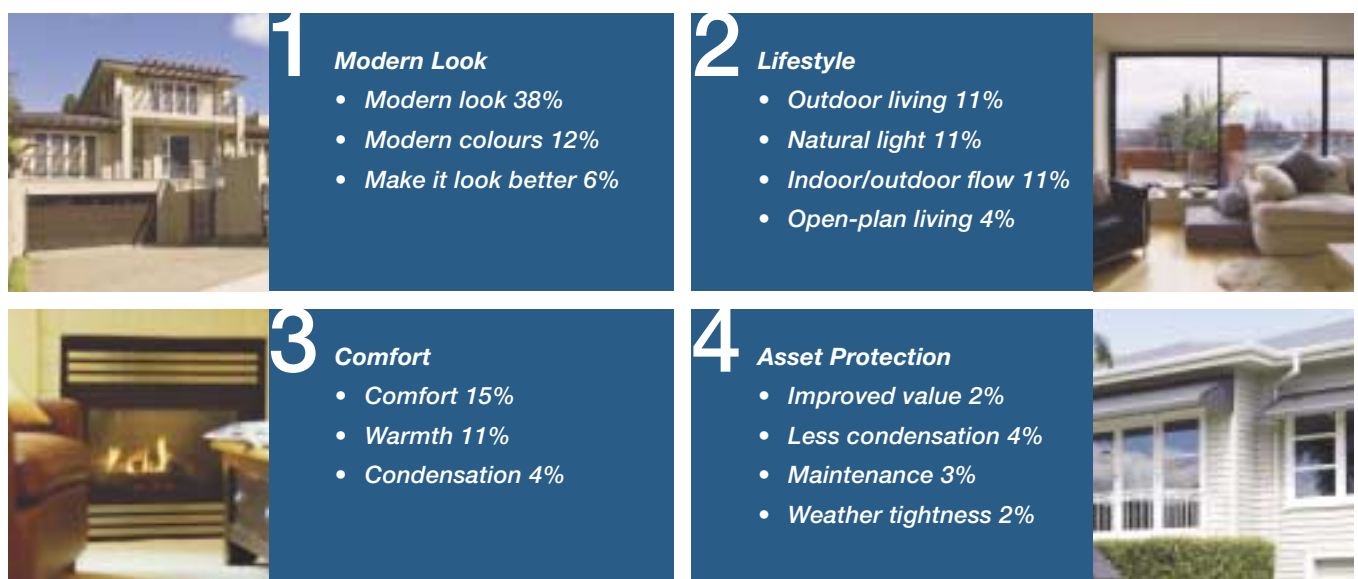 1
Modern Look
• Modern look 38%
• Modern colours 12%
• Make it look better 6%
2
Lifestyle
• Outdoor living 11%
• Natural light 11%
• Indoor/outdoor flow 11%
• Open-plan living 4%
3
Comfort
• Comfort 15%
• Warmth 11%
• Condensation 4%
4
Asset Protection
• Improved value 2%
• Less condensation 4%
• Maintenance 3%
• Weather tightness 2%